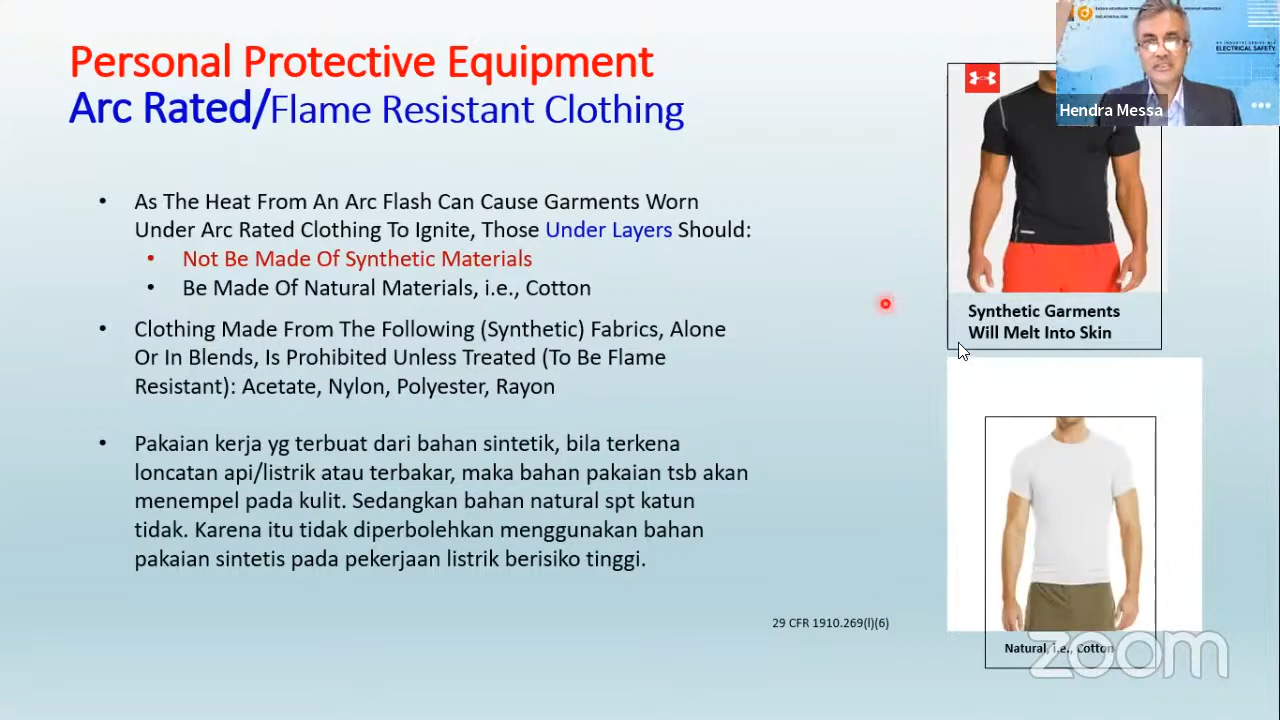 Personal Protective Equipment
Arc Rated/Flame Resistant Clothing
• As The Heat From An Arc Flash Can Cause Garments Worn
Under Arc Rated Clothing To Ignite, Those Under Layers Should:
• Not Be Made Of Synthetic Materials
• Be Made Of Natural Materials, i.e., Cotton
• Clothing Made From The Following (Synthetic) Fabrics, Alone
Or In Blends, Is Prohibited Unless Treated (To Be Flame
Resistant): Acetate, Nylon, Polyester, Rayon
• Pakaian kerja yg terbuat dari bahan sintetik, bila terkena
loncatan api/listrik atau terbakar, maka bahan pakaian tsb akan
menempel pada kulit. Sedangkan bahan natural spt katun
tidak. Karena itu tidak diperbolehkan menggunakan bahan
pakaian sintetis pada pekerjaan listrik berisiko tinggi.
29 CFR 1910.269(l)(6)
ELECTRICAL SAFETY
Hendra Messa
Synthetic Garments
Will Melt Into Skin
Natural, i.e., Cotton
zoom